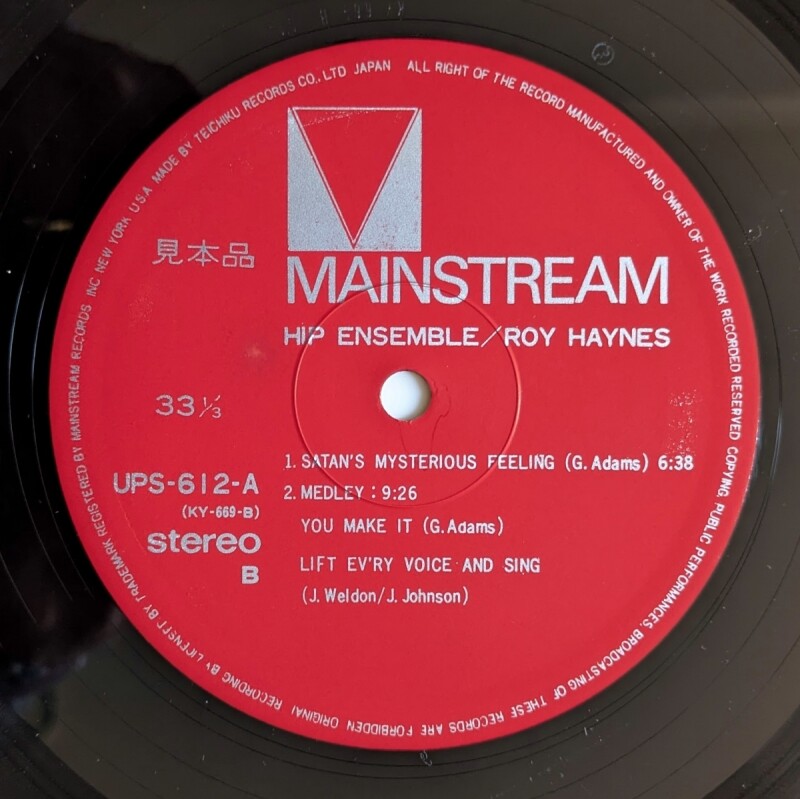 RECORDING BY LICENSET BY TRADEMARK REGISTERED BY MAINSTREAM RECORDS INC NEW YORK U.S.A MADE BY TEICHIKU RECORDS CO., LTD JAPAN ALL RIGHT OF THE RECORD MANUFACTURED AND OWNER OF THE WORK RECORDED RESERVED COPYING, PUBLIC PERFORMANCES, BROADCASTING OF THESE RECORDS ARE FORBIDDEN ORIGINAL
見本品
MAINSTREAM
HIP ENSEMBLE/ROY HAYNES
33 1/3
1. SATAN'S MYSTERIOUS FEELING (G. Adams) 6:38
UPS-612-A
2. MEDLEY : 9:26
(KY-669-B)
YOU MAKE IT (G. Adams)
stereo
LIFT EV'RY VOICE AND SING
B
(J. Weldon/J. Johnson)